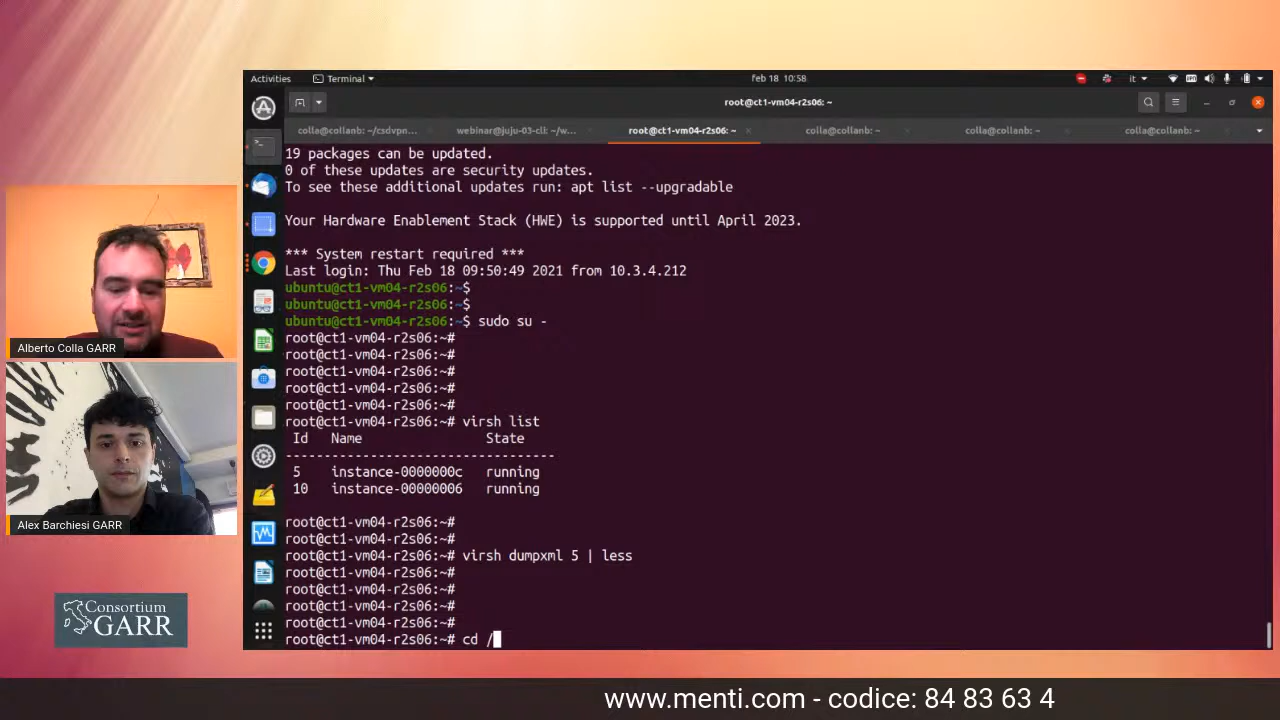 Activities
Terminal
feb 18 10:58
it
root@ct1-vm04-r2s06: ~
colla@collanb: ~/csdvpn...
webinar@juju-03-cli: ~/w...
root@ct1-vm04-r2s06: ~
colla@collanb: ~
colla@collanb: ~
colla@collanb: ~
19 packages can be updated.
0 of these updates are security updates.
To see these additional updates run: apt list --upgradable
Your Hardware Enablement Stack (HWE) is supported until April 2023.
*** System restart required ***
Last login: Thu Feb 18 09:50:49 2021 from 10.3.4.212
ubuntu@ct1-vm04-r2s06:~$
ubuntu@ct1-vm04-r2s06:~$
ubuntu@ct1-vm04-r2s06:~$ sudo su -
root@ct1-vm04-r2s06:~#
root@ct1-vm04-r2s06:~#
root@ct1-vm04-r2s06:~#
root@ct1-vm04-r2s06:~#
root@ct1-vm04-r2s06:~#
root@ct1-vm04-r2s06:~# virsh list
Id Name State
----------------------------------------------------
5 instance-0000000c running
10 instance-00000006 running
root@ct1-vm04-r2s06:~#
root@ct1-vm04-r2s06:~#
root@ct1-vm04-r2s06:~# virsh dumpxml 5 | less
root@ct1-vm04-r2s06:~#
root@ct1-vm04-r2s06:~#
root@ct1-vm04-r2s06:~#
root@ct1-vm04-r2s06:~#
root@ct1-vm04-r2s06:~# cd /
Alberto Colla GARR
Alex Barchiesi GARR
Consortium
GARR
www.menti.com - codice: 84 83 63 4